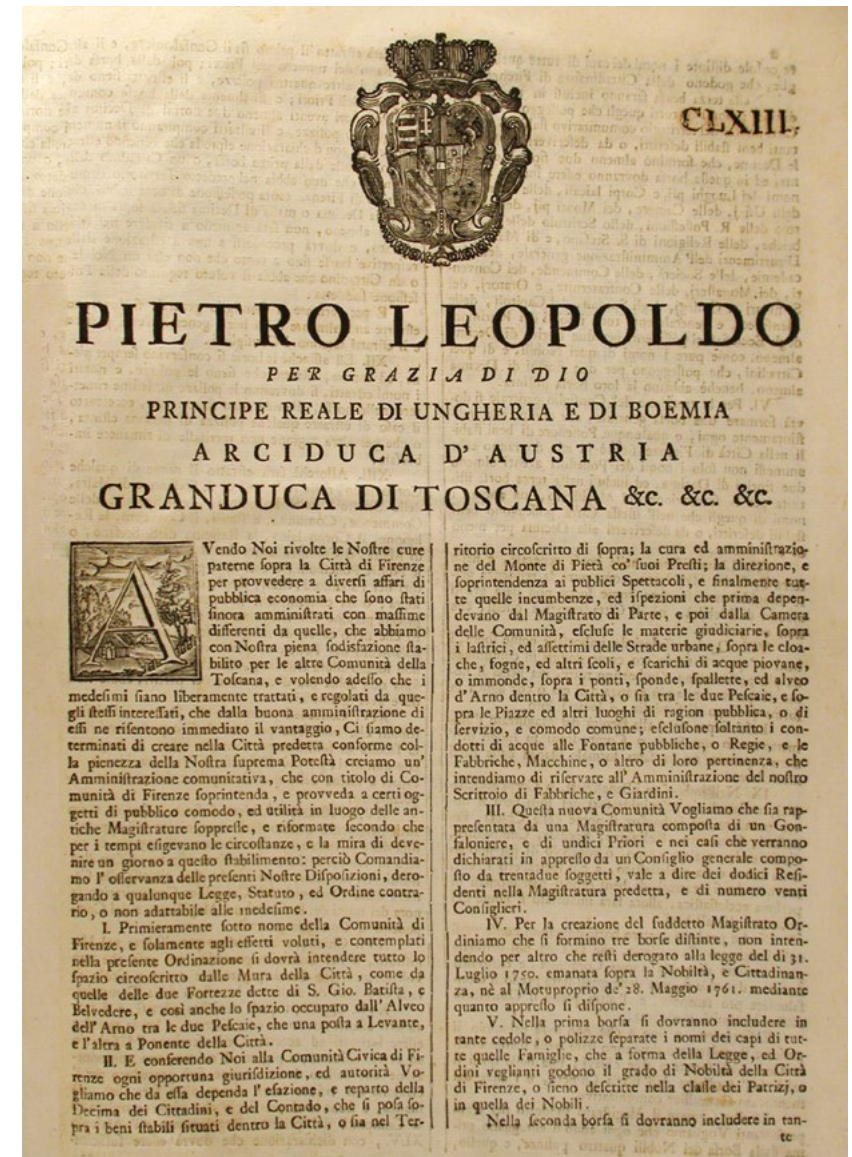 CLXIII.
PIETRO LEOPOLDO
PER GRAZIA DI DIO
PRINCIPE REALE DI UNGHERIA E DI BOEMIA
ARCIDUCA D' AUSTRIA
GRANDUCA DI TOSCANA &c. &c. &c.
AVendo Noi rivolte le Nostre cure
paterne sopra la Città di Firenze
per provvedere a diversi affari di
pubblica economia che sono stati
finora amministrati con massime
differenti da quelle, che abbiamo
con Nostra piena sodisfazione sta-
bilito per le altre Comunità della
Toscana, e volendo adesso che i
medesimi siano liberamente trattati, e regolati da que-
gli stessi interessati, che dalla buona amministrazione di
essi ne risentono immediato il vantaggio, Ci siamo de-
terminati di creare nella Città predetta conforme col-
la pienezza della Nostra suprema Potestà creiamo un'
Amministrazione comunitativa, che con titolo di Co-
munità di Firenze soprintenda, e provveda a certi og-
getti di pubblico comodo, ed utilità in luogo delle an-
tiche Magistrature soppresse, e riformate secondo che
per i tempi esigevano le circostanze, e la mira di deve-
nire un giorno a questo stabilimento: perciò Comandia-
mo l' osservanza delle presenti Nostre Disposizioni, dero-
gando a qualunque Legge, Statuto, ed Ordine contra-
rio, o non adattabile alle medesime.
I. Primieramente sotto nome della Comunità di
Firenze, e solamente agli effetti voluti, e contemplati
nella presente Ordinazione si dovrà intendere tutto lo
spazio circoscritto dalle Mura della Città, come da
quelle delle due Fortezze dette di S. Gio. Batista, e
Belvedere, e così anche lo spazio occupato dall' Alveo
dell' Arno tra le due Pescaie, che una posta a Levante,
e l'altra a Ponente della Città.
II. E conferendo Noi alla Comunità Civica di Fi-
renze ogni opportuna giurisdizione, ed autorità Vo-
gliamo che da essa dependa l' esazione, e reparto della
Decima dei Cittadini, e del Contado, che si posa so-
pra i beni stabili situati dentro la Città, o sia nel Ter-
ritorio circoscritto di sopra; la cura ed amministrazio-
ne del Monte di Pietà co' suoi Presti; la direzione, e
soprintendenza ai publici Spettacoli, e finalmente tut-
te quelle incumbenze, ed ispezioni che prima depen-
devano dal Magistrato di Parte, e poi dalla Camera
delle Comunità, escluse le materie giudiciarie, sopra
i lastrici, ed assettimi delle Strade urbane, sopra le cloa-
che, fogne, ed altri scoli, e scarichi di acque piovane,
o immonde, sopra i ponti, sponde, spallette, ed alveo
d'Arno dentro la Città, o sia tra le due Pescaie, e so-
pra le Piazze ed altri luoghi di ragion pubblica, o di
servizio, e comodo comune; esclusone soltanto i con-
dotti di acque alle Fontane pubbliche, o Regie, e le
Fabbriche, Macchine, o altro di loro pertinenza, che
intendiamo di riservare all' Amministrazione del nostro
Scrittoio di Fabbriche, e Giardini.
III. Questa nuova Comunità Vogliamo che sia rap-
presentata da una Magistratura composta di un Gon-
faloniere, e di undici Priori e nei casi che verranno
dichiarati in appresso da un Consiglio generale compo-
sto da trentadue soggetti, vale a dire dei dodici Resi-
denti nella Magistratura predetta, e di numero venti
Consiglieri.
IV. Per la creazione del suddetto Magistrato Or-
diniamo che si formino tre borse distinte, non inten-
dendo per altro che resti derogato alla legge del di 31.
Luglio 1750. emanata sopra la Nobiltà, e Cittadinan-
za, nè al Motuproprio de' 28. Maggio 1761. mediante
quanto appresso si dispone.
V. Nella prima borsa si dovranno includere in
tante cedole, o polizze separate i nomi dei capi di tut-
te quelle Famiglie, che a forma della Legge, ed Or-
dini veglianti godono il grado di Nobiltà della Città
di Firenze, o sieno descritte nella classe dei Patrizj, o
in quella dei Nobili.
Nella seconda borsa si dovranno includere in tan-
te